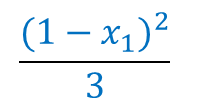 (1 − x₁)²
3